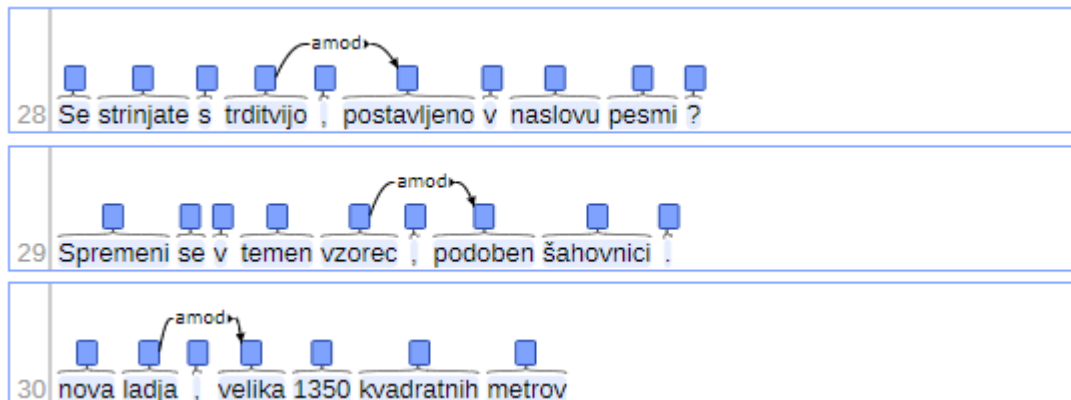 amod
28 Se strinjate s trditvijo , postavljeno v naslovu pesmi ?
amod
29 Spremeni se v temen vzorec , podoben šahovnici .
amod
30 nova ladja , velika 1350 kvadratnih metrov